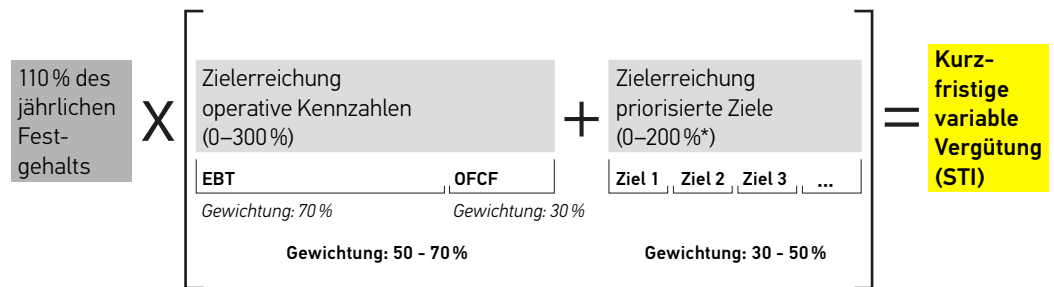 110 % des
jährlichen
Fest-
gehalts
X
Zielerreichung
operative Kennzahlen
(0–300 %)
EBT
OFCF
Gewichtung: 70 %
Gewichtung: 30 %
Gewichtung: 50 - 70 %
+
Zielerreichung
priorisierte Ziele
(0–200 %*)
Ziel 1
Ziel 2
Ziel 3
...
Gewichtung: 30 - 50 %
=
Kurz-
fristige
variable
Vergütung
(STI)